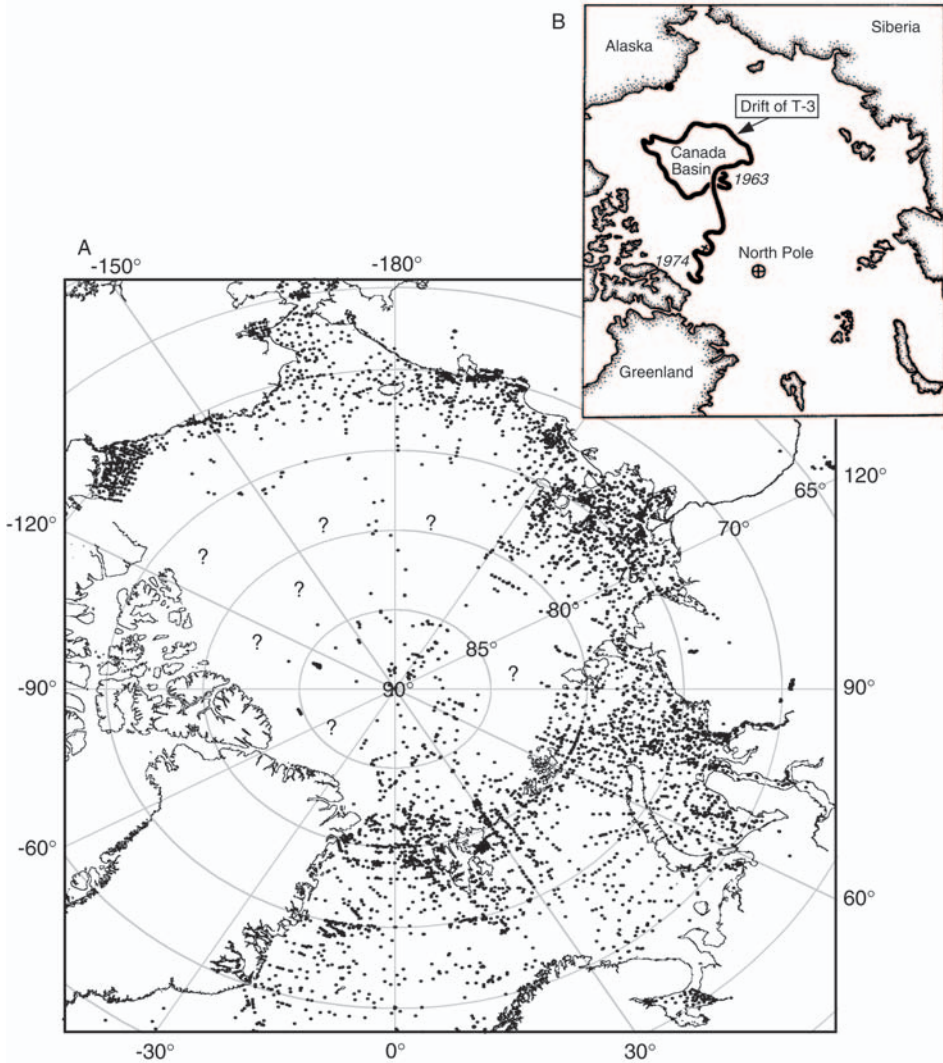 B
Alaska
Siberia
Drift of T-3
Canada
Basin
1963
1974
North Pole
Greenland
A
-150°
-180°
120°
65°
70°
75°
80°
85°
90°
-120°
-90°
-60°
-30°
0°
30°
60°
90°
?
?
?
?
?
?
?